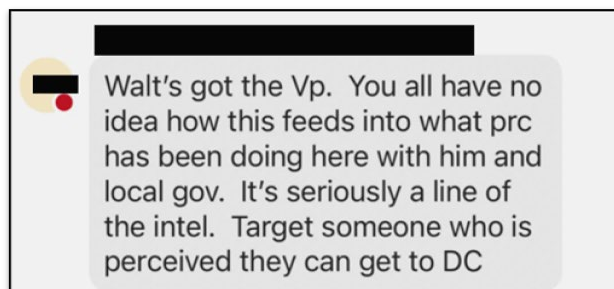 Walt’s got the Vp.  You all have no
idea how this feeds into what prc
has been doing here with him and
local gov.  It’s seriously a line of
the intel.  Target someone who is
perceived they can get to DC